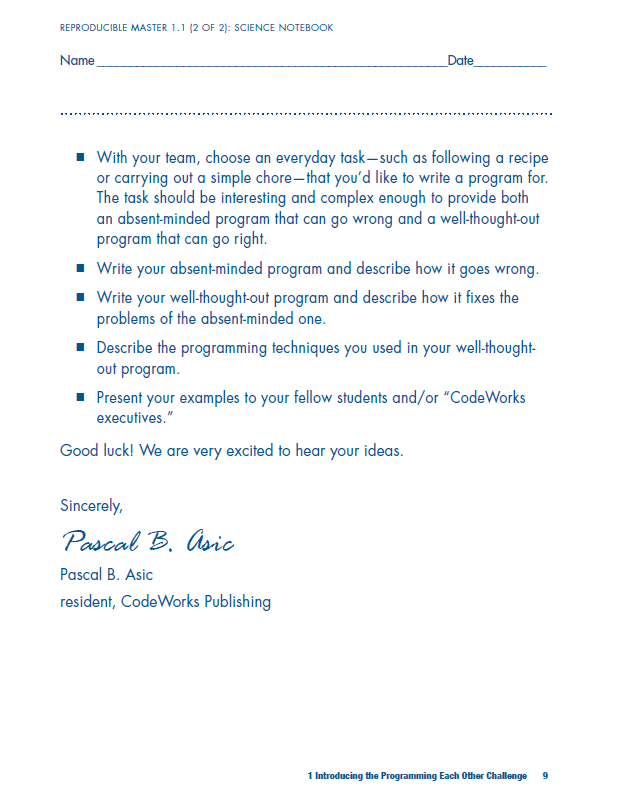 REPRODUCIBLE MASTER 1.1 (2 OF 2): SCIENCE NOTEBOOK
Name Date
With your team, choose an everyday task—such as following a recipe
or carrying out a simple chore—that you’d like to write a program for.
The task should be interesting and complex enough to provide both
an absent-minded program that can go wrong and a well-thought-out
program that can go right.
Write your absent-minded program and describe how it goes wrong.
Write your well-thought-out program and describe how it fixes the
problems of the absent-minded one.
Describe the programming techniques you used in your well-thought-
out program.
Present your examples to your fellow students and/or “CodeWorks
executives.”
Good luck! We are very excited to hear your ideas.
Sincerely,
Pascal B. Asic
Pascal B. Asic
resident, CodeWorks Publishing
1 Introducing the Programming Each Other Challenge 9